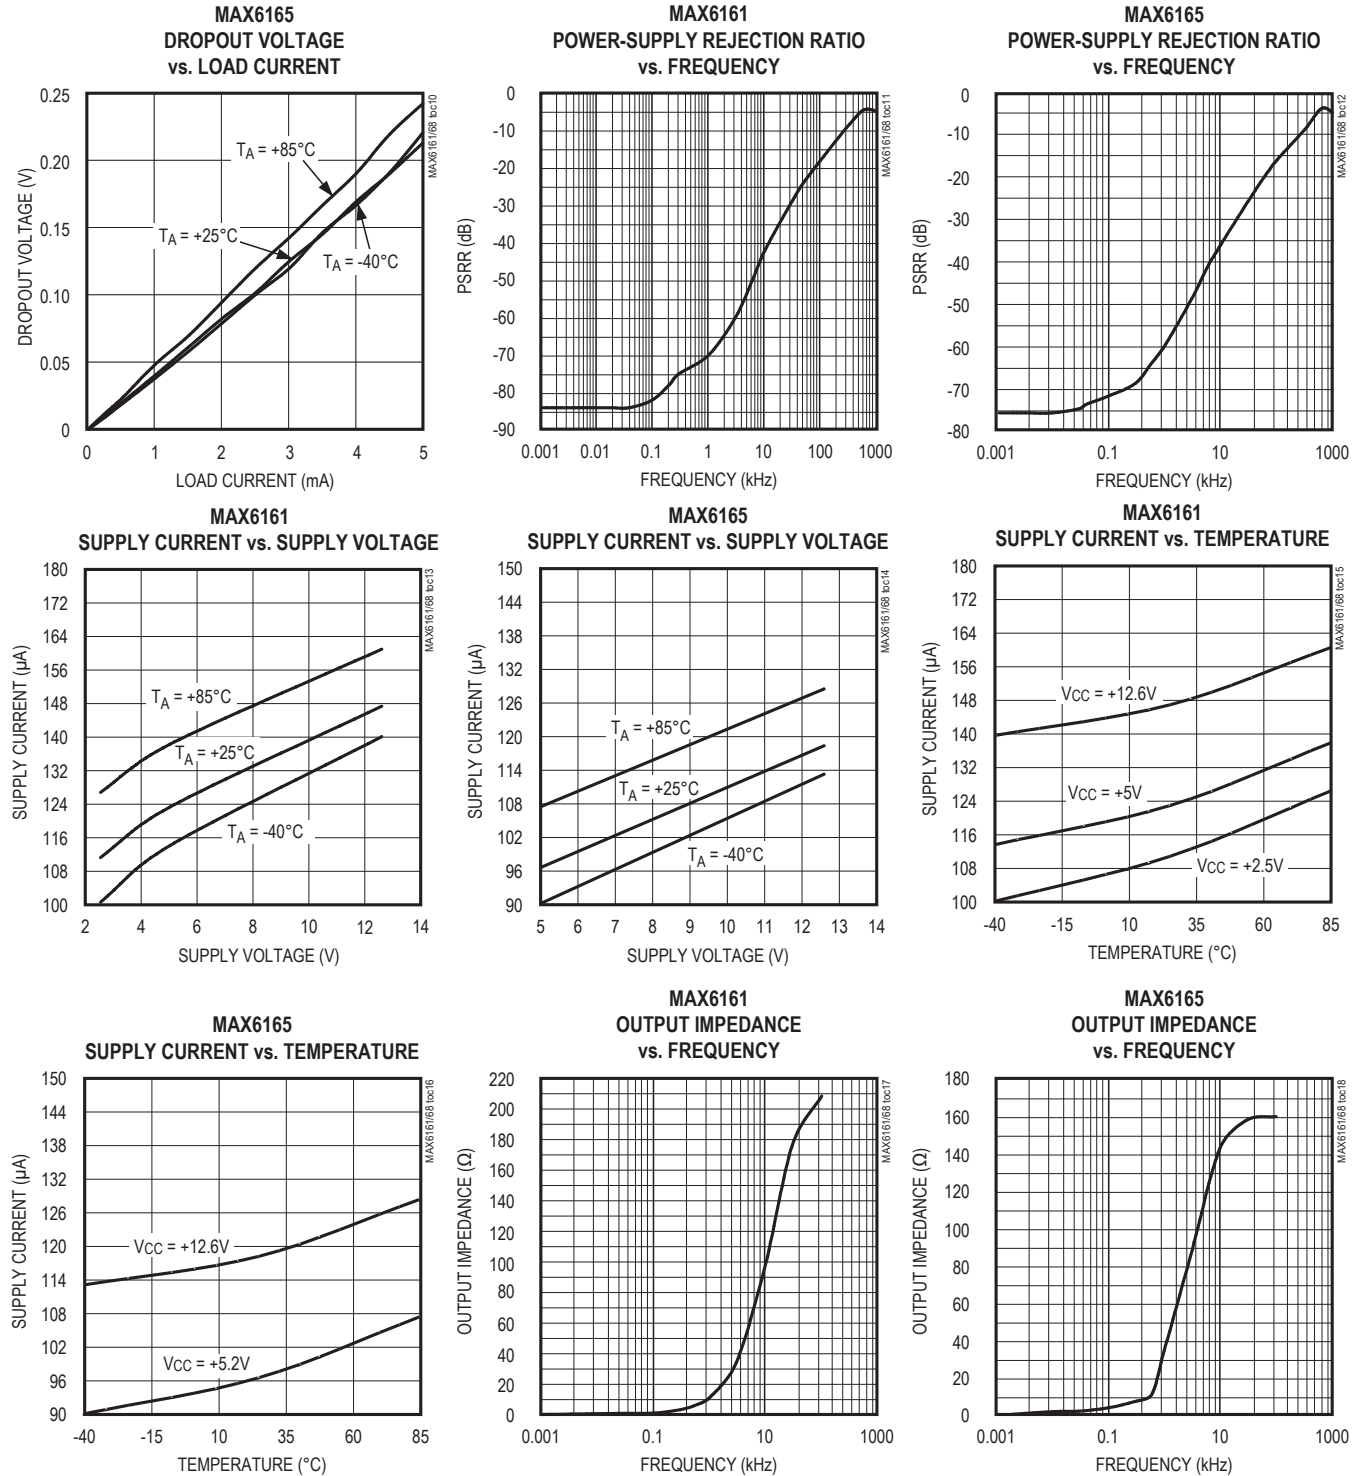 MAX6165
DROPOUT VOLTAGE
vs. LOAD CURRENT
MAX6161/68 toc10
0.25
0.20
0.15
0.10
0.05
0
DROPOUT VOLTAGE (V)
TA = +85°C
TA = +25°C
TA = -40°C
0 1 2 3 4 5
LOAD CURRENT (mA)
MAX6161
POWER-SUPPLY REJECTION RATIO
vs. FREQUENCY
MAX6161/68 toc11
0
-10
-20
-30
-40
-50
-60
-70
-80
-90
PSRR (dB)
0.001 0.01 0.1 1 10 100 1000
FREQUENCY (kHz)
MAX6165
POWER-SUPPLY REJECTION RATIO
vs. FREQUENCY
MAX6161/68 toc12
0
-10
-20
-30
-40
-50
-60
-70
-80
PSRR (dB)
0.001 0.1 10 1000
FREQUENCY (kHz)
MAX6161
SUPPLY CURRENT vs. SUPPLY VOLTAGE
MAX6161/68 toc13
180
172
164
156
148
140
132
124
116
108
100
SUPPLY CURRENT (µA)
TA = +85°C
TA = +25°C
TA = -40°C
2 4 6 8 10 12 14
SUPPLY VOLTAGE (V)
MAX6165
SUPPLY CURRENT vs. SUPPLY VOLTAGE
MAX6161/68 toc14
150
144
138
132
126
120
114
108
102
96
90
SUPPLY CURRENT (µA)
TA = +85°C
TA = +25°C
TA = -40°C
5 6 7 8 9 10 11 12 13 14
SUPPLY VOLTAGE (V)
MAX6161
SUPPLY CURRENT vs. TEMPERATURE
MAX6161/68 toc15
180
172
164
156
148
140
132
124
116
108
100
SUPPLY CURRENT (µA)
VCC = +12.6V
VCC = +5V
VCC = +2.5V
-40 -15 10 35 60 85
TEMPERATURE (°C)
MAX6165
SUPPLY CURRENT vs. TEMPERATURE
MAX6161/68 toc16
150
144
138
132
126
120
114
108
102
96
90
SUPPLY CURRENT (µA)
VCC = +12.6V
VCC = +5.2V
-40 -15 10 35 60 85
TEMPERATURE (°C)
MAX6161
OUTPUT IMPEDANCE
vs. FREQUENCY
MAX6161/68 toc17
220
200
180
160
140
120
100
80
60
40
20
0
OUTPUT IMPEDANCE (Ω)
0.001 0.1 10 1000
FREQUENCY (kHz)
MAX6165
OUTPUT IMPEDANCE
vs. FREQUENCY
MAX6161/68 toc18
180
160
140
120
100
80
60
40
20
0
OUTPUT IMPEDANCE (Ω)
0.001 0.1 10 1000
FREQUENCY (kHz)